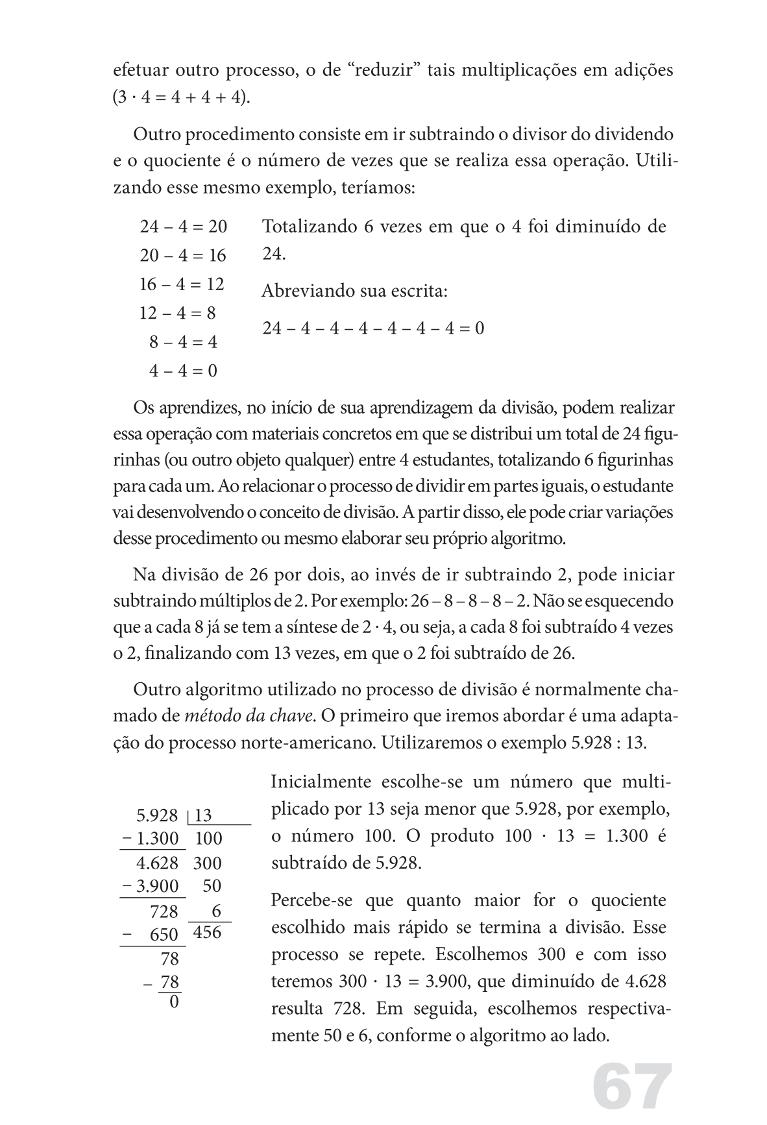 efetuar outro processo, o de “reduzir” tais multiplicações em adições
(3 · 4 = 4 + 4 + 4).
Outro procedimento consiste em ir subtraindo o divisor do dividendo
e o quociente é o número de vezes que se realiza essa operação. Utili-
zando esse mesmo exemplo, teríamos:
24 – 4 = 20
20 – 4 = 16
16 – 4 = 12
12 – 4 = 8
8 – 4 = 4
4 – 4 = 0
Totalizando 6 vezes em que o 4 foi diminuído de
24.
Abreviando sua escrita:
24 – 4 – 4 – 4 – 4 – 4 – 4 = 0
Os aprendizes, no início de sua aprendizagem da divisão, podem realizar
essa operação com materiais concretos em que se distribui um total de 24 figu-
rinhas (ou outro objeto qualquer) entre 4 estudantes, totalizando 6 figurinhas
para cada um. Ao relacionar o processo de dividir em partes iguais, o estudante
vai desenvolvendo o conceito de divisão. A partir disso, ele pode criar variações
desse procedimento ou mesmo elaborar seu próprio algoritmo.
Na divisão de 26 por dois, ao invés de ir subtraindo 2, pode iniciar
subtraindo múltiplos de 2. Por exemplo: 26 – 8 – 8 – 8 – 2. Não se esquecendo
que a cada 8 já se tem a síntese de 2 · 4, ou seja, a cada 8 foi subtraído 4 vezes
o 2, finalizando com 13 vezes, em que o 2 foi subtraído de 26.
Outro algoritmo utilizado no processo de divisão é normalmente cha-
mado de método da chave. O primeiro que iremos abordar é uma adapta-
ção do processo norte-americano. Utilizaremos o exemplo 5.928 : 13.
5.928 13
– 1.300 100
4.628 300
– 3.900 50
728 6
– 650 456
78
– 78
0
Inicialmente escolhe-se um número que multi-
plicado por 13 seja menor que 5.928, por exemplo,
o número 100. O produto 100 · 13 = 1.300 é
subtraído de 5.928.
Percebe-se que quanto maior for o quociente
escolhido mais rápido se termina a divisão. Esse
processo se repete. Escolhemos 300 e com isso
teremos 300 · 13 = 3.900, que diminuído de 4.628
resulta 728. Em seguida, escolhemos respectiva-
mente 50 e 6, conforme o algoritmo ao lado.
67